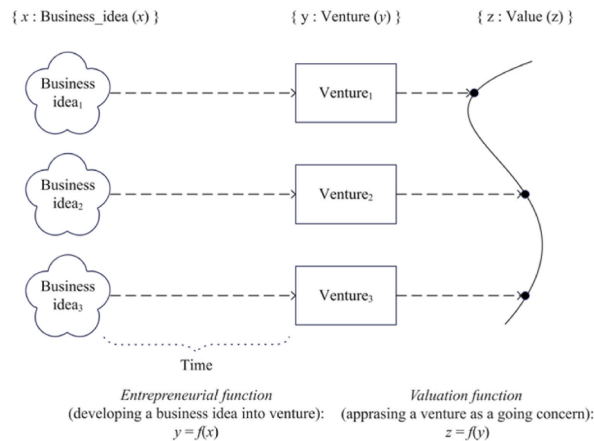 { x : Business_idea (x) } { y : Venture (y) } { z : Value (z) }
Business
idea₁
Venture₁
Business
idea₂
Venture₂
Business
idea₃
Venture₃
Time
Entrepreneurial function
(developing a business idea into venture):
y = f(x)
Valuation function
(apprasing a venture as a going concern):
z = f(y)